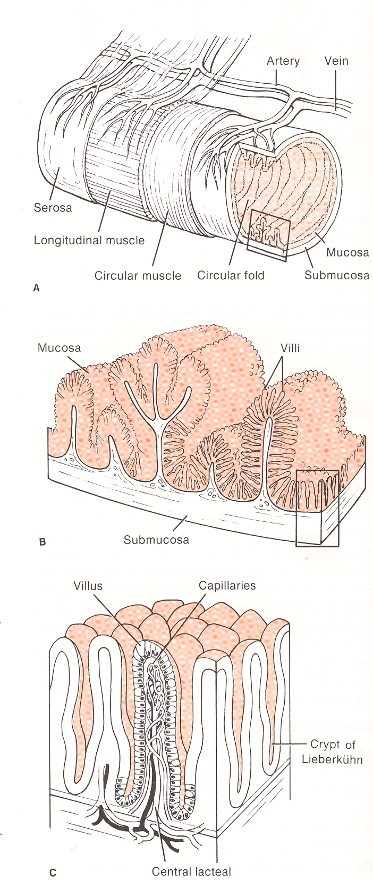 Artery Vein
Serosa
Longitudinal muscle
Circular muscle Circular fold
Mucosa
Submucosa
A
Mucosa
Villi
Submucosa
B
Villus Capillaries
Crypt of
Lieberkühn
Central lacteal
C